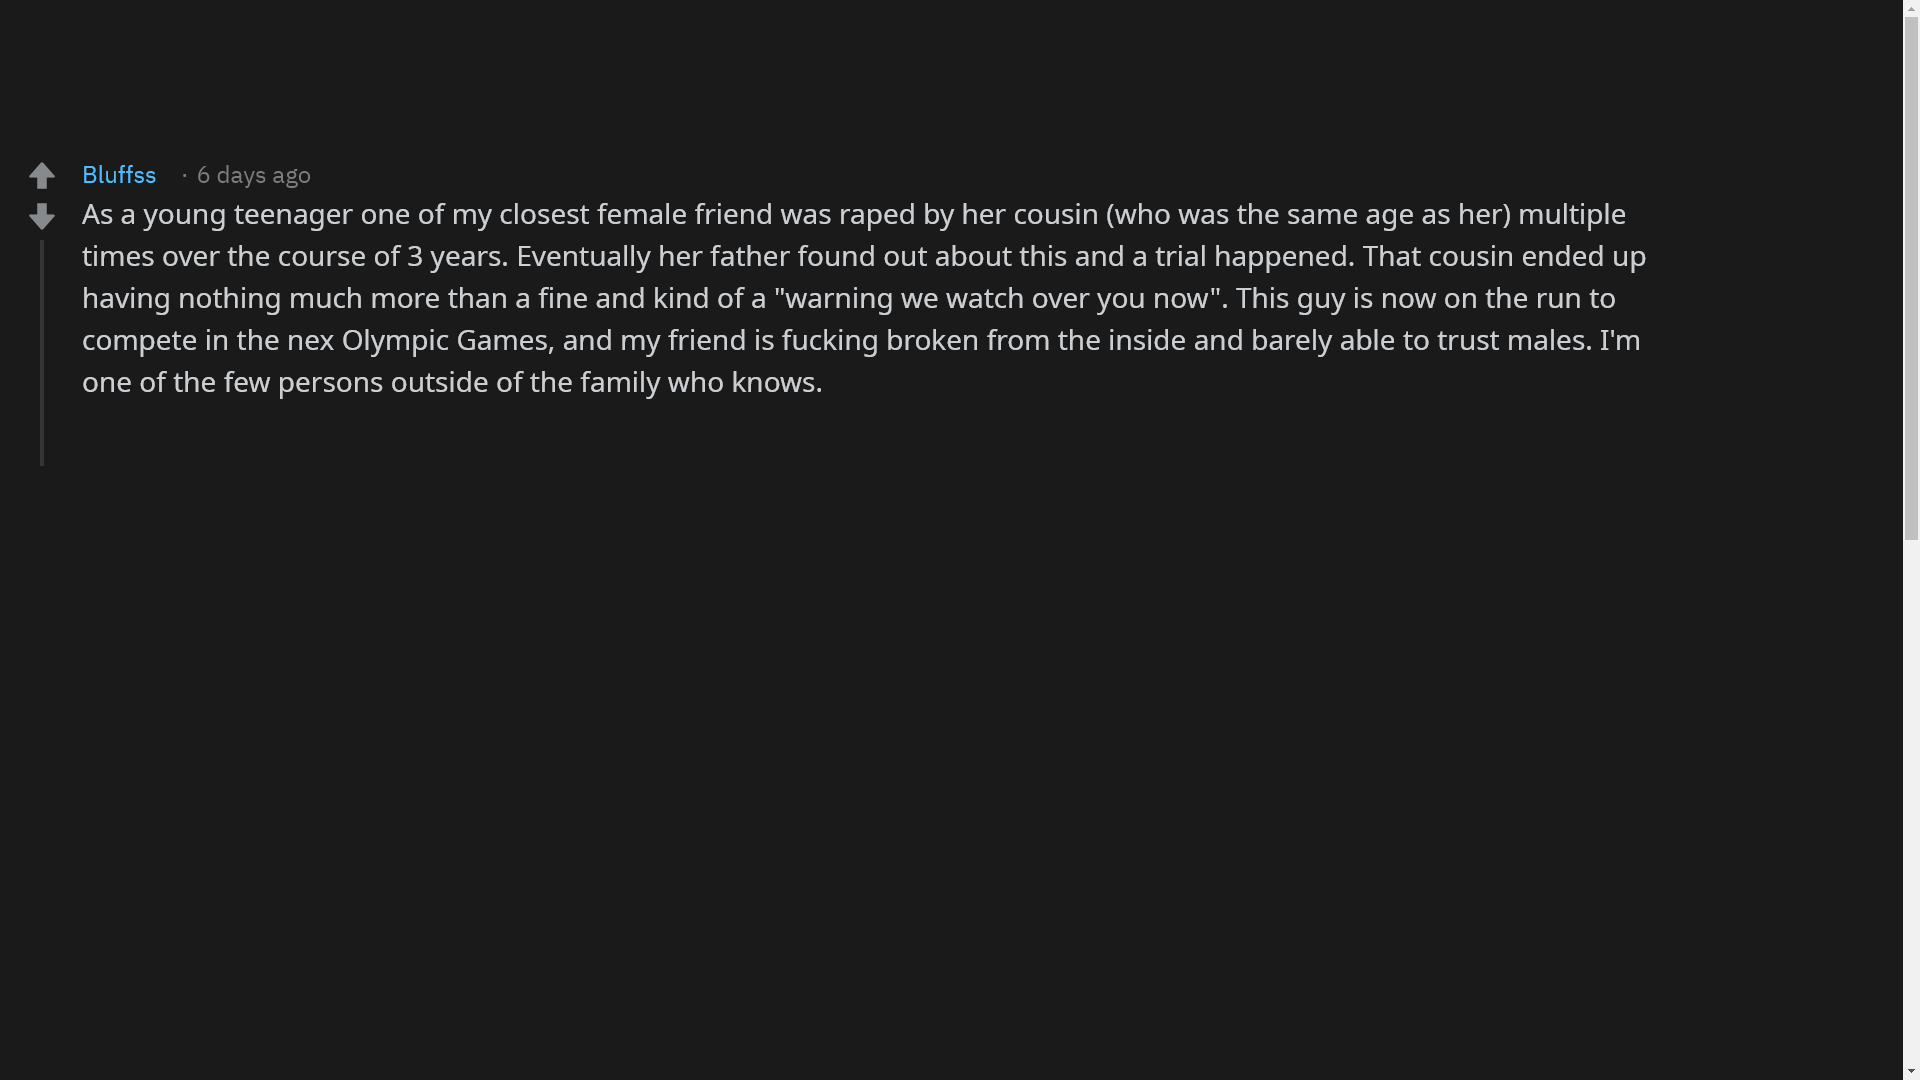 Bluffss · 6 days ago
As a young teenager one of my closest female friend was raped by her cousin (who was the same age as her) multiple
times over the course of 3 years. Eventually her father found out about this and a trial happened. That cousin ended up
having nothing much more than a fine and kind of a "warning we watch over you now". This guy is now on the run to
compete in the nex Olympic Games, and my friend is fucking broken from the inside and barely able to trust males. I'm
one of the few persons outside of the family who knows.